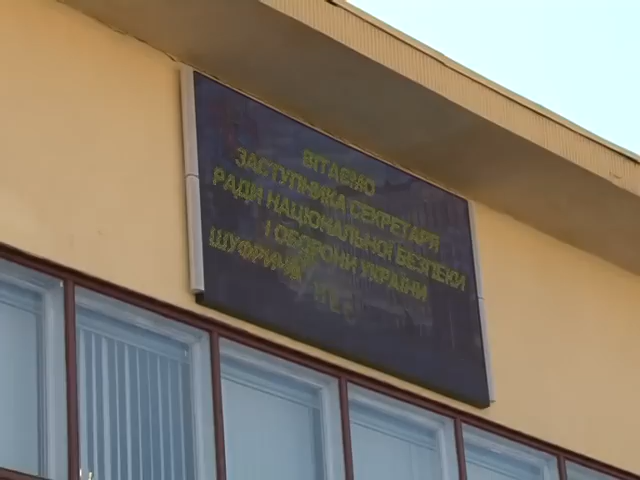 ВІТАЄМО
ЗАСТУПНИКА СЕКРЕТАРЯ
РАДИ НАЦІОНАЛЬНОЇ БЕЗПЕКИ
І ОБОРОНИ УКРАЇНИ
ШУФРИЧА